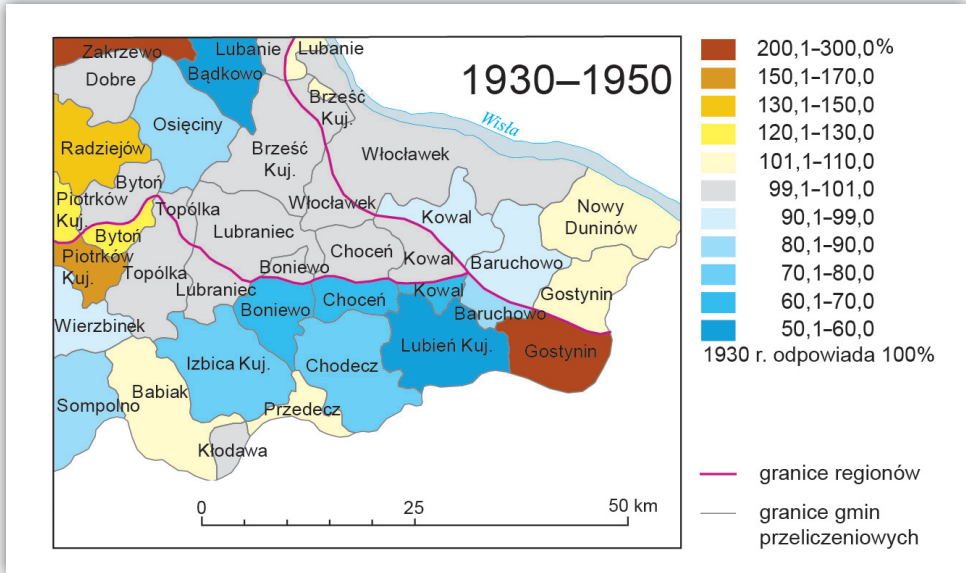 Zakrzewo
Lubanie
Lubanie
Dobre
Bądkowo
1930–1950
Brześć
Kuj.
Wisła
Osięciny
Radziejów
Brześć
Kuj.
Włocławek
Bytoń
Piotrków
Kuj.
Topólka
Włocławek
Kowal
Nowy
Duninów
Bytoń
Lubraniec
Choceń
Kowal
Piotrków
Kuj.
Topólka
Boniewo
Baruchowo
Lubraniec
Kowal
Gostynin
Boniewo
Choceń
Baruchowo
Wierzbinek
Izbica Kuj.
Chodecz
Lubień Kuj.
Gostynin
Babiak
Sompolno
Przedecz
Kłodawa
0
25
50 km
200,1–300,0%
150,1–170,0
130,1–150,0
120,1–130,0
101,1–110,0
99,1–101,0
90,1–99,0
80,1–90,0
70,1–80,0
60,1–70,0
50,1–60,0
1930 r. odpowiada 100%
granice regionów
granice gmin
przeliczeniowych